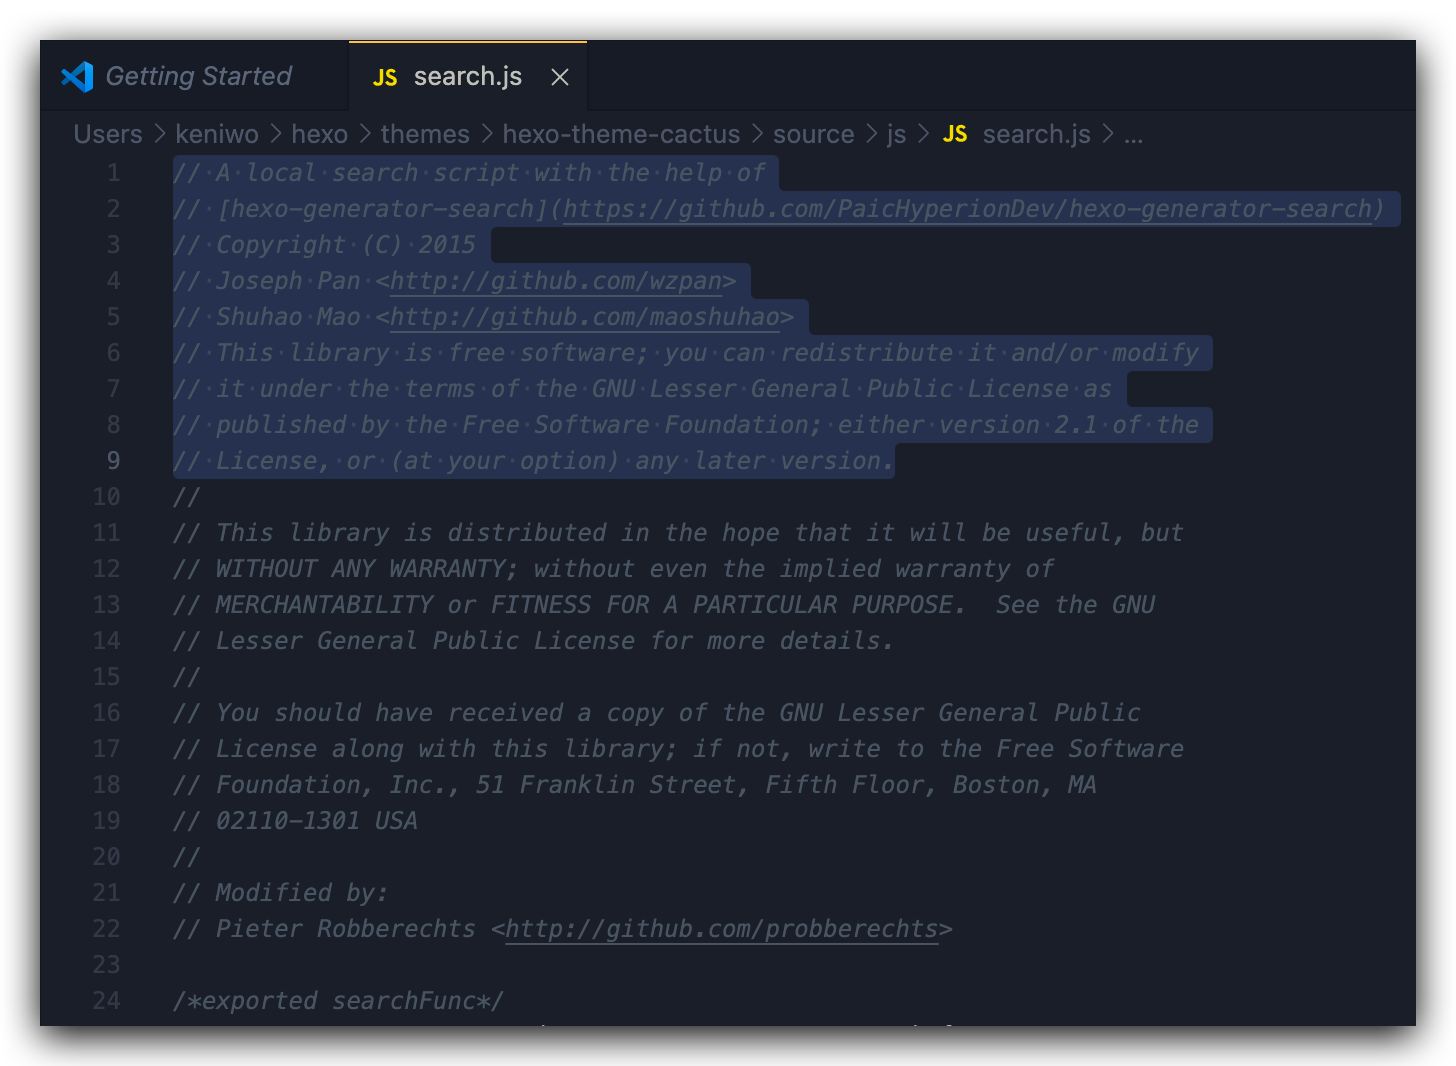 Getting Started JS search.js ×
Users > keniwo > hexo > themes > hexo-theme-cactus > source > js > JS search.js > ...
1 // A local search script with the help of
2 // [hexo-generator-search](https://github.com/PaicHyperionDev/hexo-generator-search)
3 // Copyright (C) 2015
4 // Joseph Pan <http://github.com/wzpan>
5 // Shuhao Mao <http://github.com/maoshuhao>
6 // This library is free software; you can redistribute it and/or modify
7 // it under the terms of the GNU Lesser General Public License as
8 // published by the Free Software Foundation; either version 2.1 of the
9 // License, or (at your option) any later version.
10 //
11 // This library is distributed in the hope that it will be useful, but
12 // WITHOUT ANY WARRANTY; without even the implied warranty of
13 // MERCHANTABILITY or FITNESS FOR A PARTICULAR PURPOSE.  See the GNU
14 // Lesser General Public License for more details.
15 //
16 // You should have received a copy of the GNU Lesser General Public
17 // License along with this library; if not, write to the Free Software
18 // Foundation, Inc., 51 Franklin Street, Fifth Floor, Boston, MA
19 // 02110-1301 USA
20 //
21 // Modified by:
22 // Pieter Robberechts <http://github.com/probberechts>
23
24 /*exported searchFunc*/